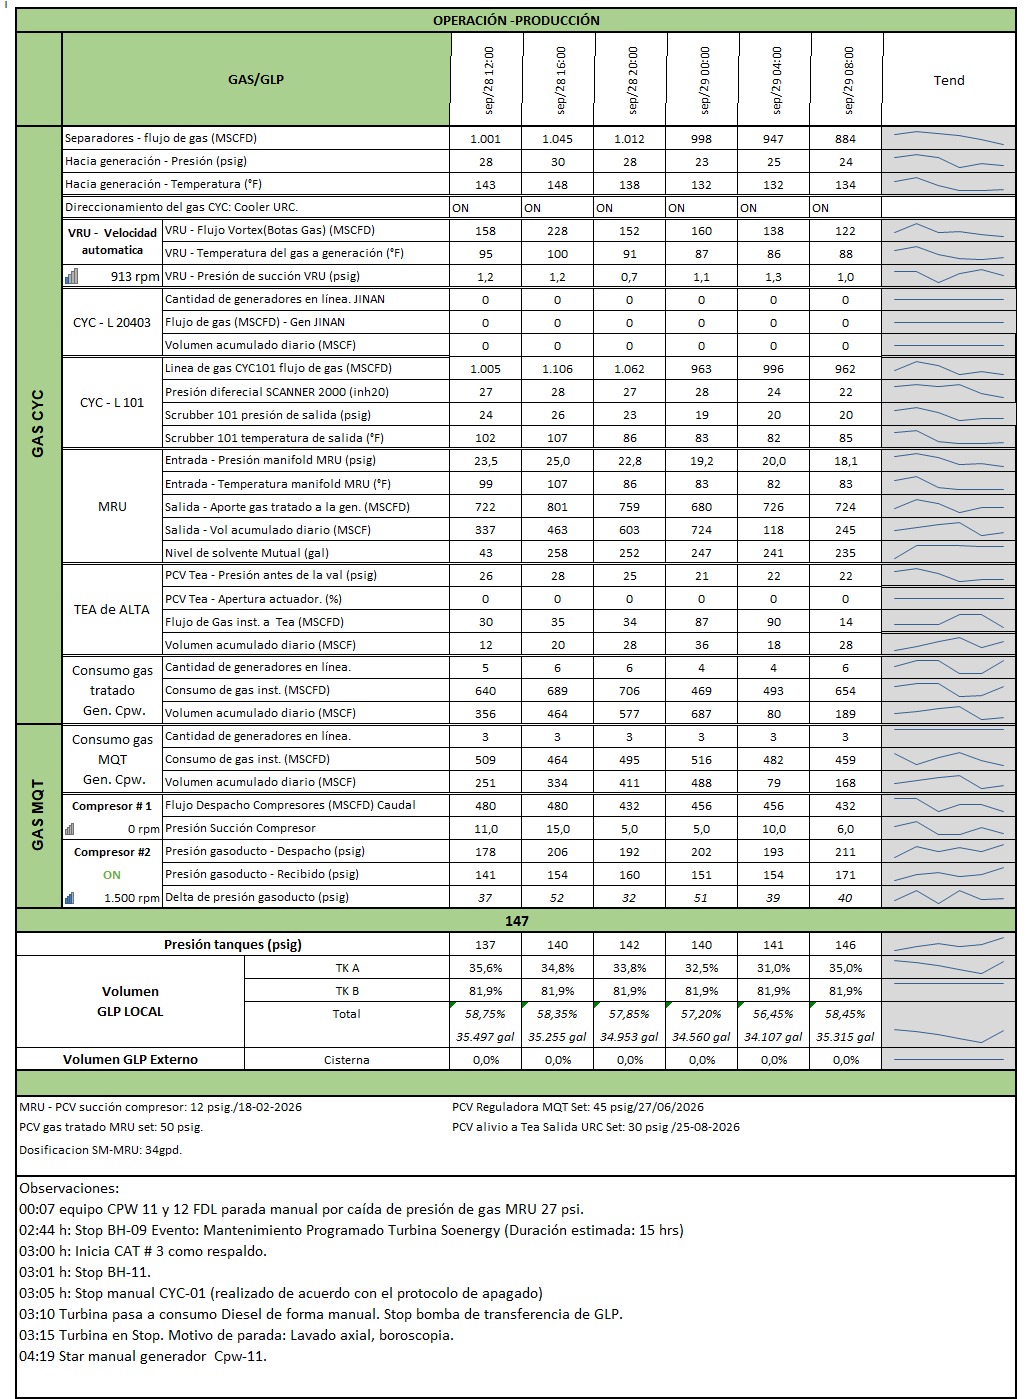 OPERACIÓN -PRODUCCIÓN
GAS/GLP sep/28 12:00 sep/28 16:00 sep/28 20:00 sep/29 00:00 sep/29 04:00 sep/29 08:00 Tend
GAS CYC
Separadores - flujo de gas (MSCFD) 1.001 1.045 1.012 998 947 884
Hacia generación - Presión (psig) 28 30 28 23 25 24
Hacia generación - Temperatura (°F) 143 148 138 132 132 134
Direccionamiento del gas CYC: Cooler URC. ON ON ON ON ON ON
VRU - Velocidad automatica
VRU - Flujo Vortex(Botas Gas) (MSCFD) 158 228 152 160 138 122
VRU - Temperatura del gas a generación (°F) 95 100 91 87 86 88
913 rpm VRU - Presión de succión VRU (psig) 1,2 1,2 0,7 1,1 1,3 1,0
CYC - L 20403
Cantidad de generadores en línea. JINAN 0 0 0 0 0 0
Flujo de gas (MSCFD) - Gen JINAN 0 0 0 0 0 0
Volumen acumulado diario (MSCF) 0 0 0 0 0 0
CYC - L 101
Linea de gas CYC101 flujo de gas (MSCFD) 1.005 1.106 1.062 963 996 962
Presión diferecial SCANNER 2000 (inh20) 27 28 27 28 24 22
Scrubber 101 presión de salida (psig) 24 26 23 19 20 20
Scrubber 101 temperatura de salida (°F) 102 107 86 83 82 85
MRU
Entrada - Presión manifold MRU (psig) 23,5 25,0 22,8 19,2 20,0 18,1
Entrada - Temperatura manifold MRU (°F) 99 107 86 83 82 83
Salida - Aporte gas tratado a la gen. (MSCFD) 722 801 759 680 726 724
Salida - Vol acumulado diario (MSCF) 337 463 603 724 118 245
Nivel de solvente Mutual (gal) 43 258 252 247 241 235
TEA de ALTA
PCV Tea - Presión antes de la val (psig) 26 28 25 21 22 22
PCV Tea - Apertura actuador. (%) 0 0 0 0 0 0
Flujo de Gas inst. a Tea (MSCFD) 30 35 34 87 90 14
Volumen acumulado diario (MSCF) 12 20 28 36 18 28
Consumo gas tratado Gen. Cpw.
Cantidad de generadores en línea. 5 6 6 4 4 6
Consumo de gas inst. (MSCFD) 640 689 706 469 493 654
Volumen acumulado diario (MSCF) 356 464 577 687 80 189
GAS MQT
Consumo gas MQT Gen. Cpw.
Cantidad de generadores en línea. 3 3 3 3 3 3
Consumo de gas inst. (MSCFD) 509 464 495 516 482 459
Volumen acumulado diario (MSCF) 251 334 411 488 79 168
Compresor # 1 Flujo Despacho Compresores (MSCFD) Caudal 480 480 432 456 456 432
0 rpm Presión Succión Compresor 11,0 15,0 5,0 5,0 10,0 6,0
Compresor #2 Presión gasoducto - Despacho (psig) 178 206 192 202 193 211
ON Presión gasoducto - Recibido (psig) 141 154 160 151 154 171
1.500 rpm Delta de presión gasoducto (psig) 37 52 32 51 39 40
147
Presión tanques (psig) 137 140 142 140 141 146
Volumen GLP LOCAL
TK A 35,6% 34,8% 33,8% 32,5% 31,0% 35,0%
TK B 81,9% 81,9% 81,9% 81,9% 81,9% 81,9%
Total 58,75% 58,35% 57,85% 57,20% 56,45% 58,45%
35.497 gal 35.255 gal 34.953 gal 34.560 gal 34.107 gal 35.315 gal
Volumen GLP Externo Cisterna 0,0% 0,0% 0,0% 0,0% 0,0% 0,0%
MRU - PCV succión compresor: 12 psig./18-02-2026 PCV Reguladora MQT Set: 45 psig/27/06/2026
PCV gas tratado MRU set: 50 psig. PCV alivio a Tea Salida URC Set: 30 psig /25-08-2026
Dosificacion SM-MRU: 34gpd.
Observaciones:
00:07 equipo CPW 11 y 12 FDL parada manual por caída de presión de gas MRU 27 psi.
02:44 h: Stop BH-09 Evento: Mantenimiento Programado Turbina Soenergy (Duración estimada: 15 hrs)
03:00 h: Inicia CAT # 3 como respaldo.
03:01 h: Stop BH-11.
03:05 h: Stop manual CYC-01 (realizado de acuerdo con el protocolo de apagado)
03:10 Turbina pasa a consumo Diesel de forma manual. Stop bomba de transferencia de GLP.
03:15 Turbina en Stop. Motivo de parada: Lavado axial, boroscopia.
04:19 Star manual generador Cpw-11.